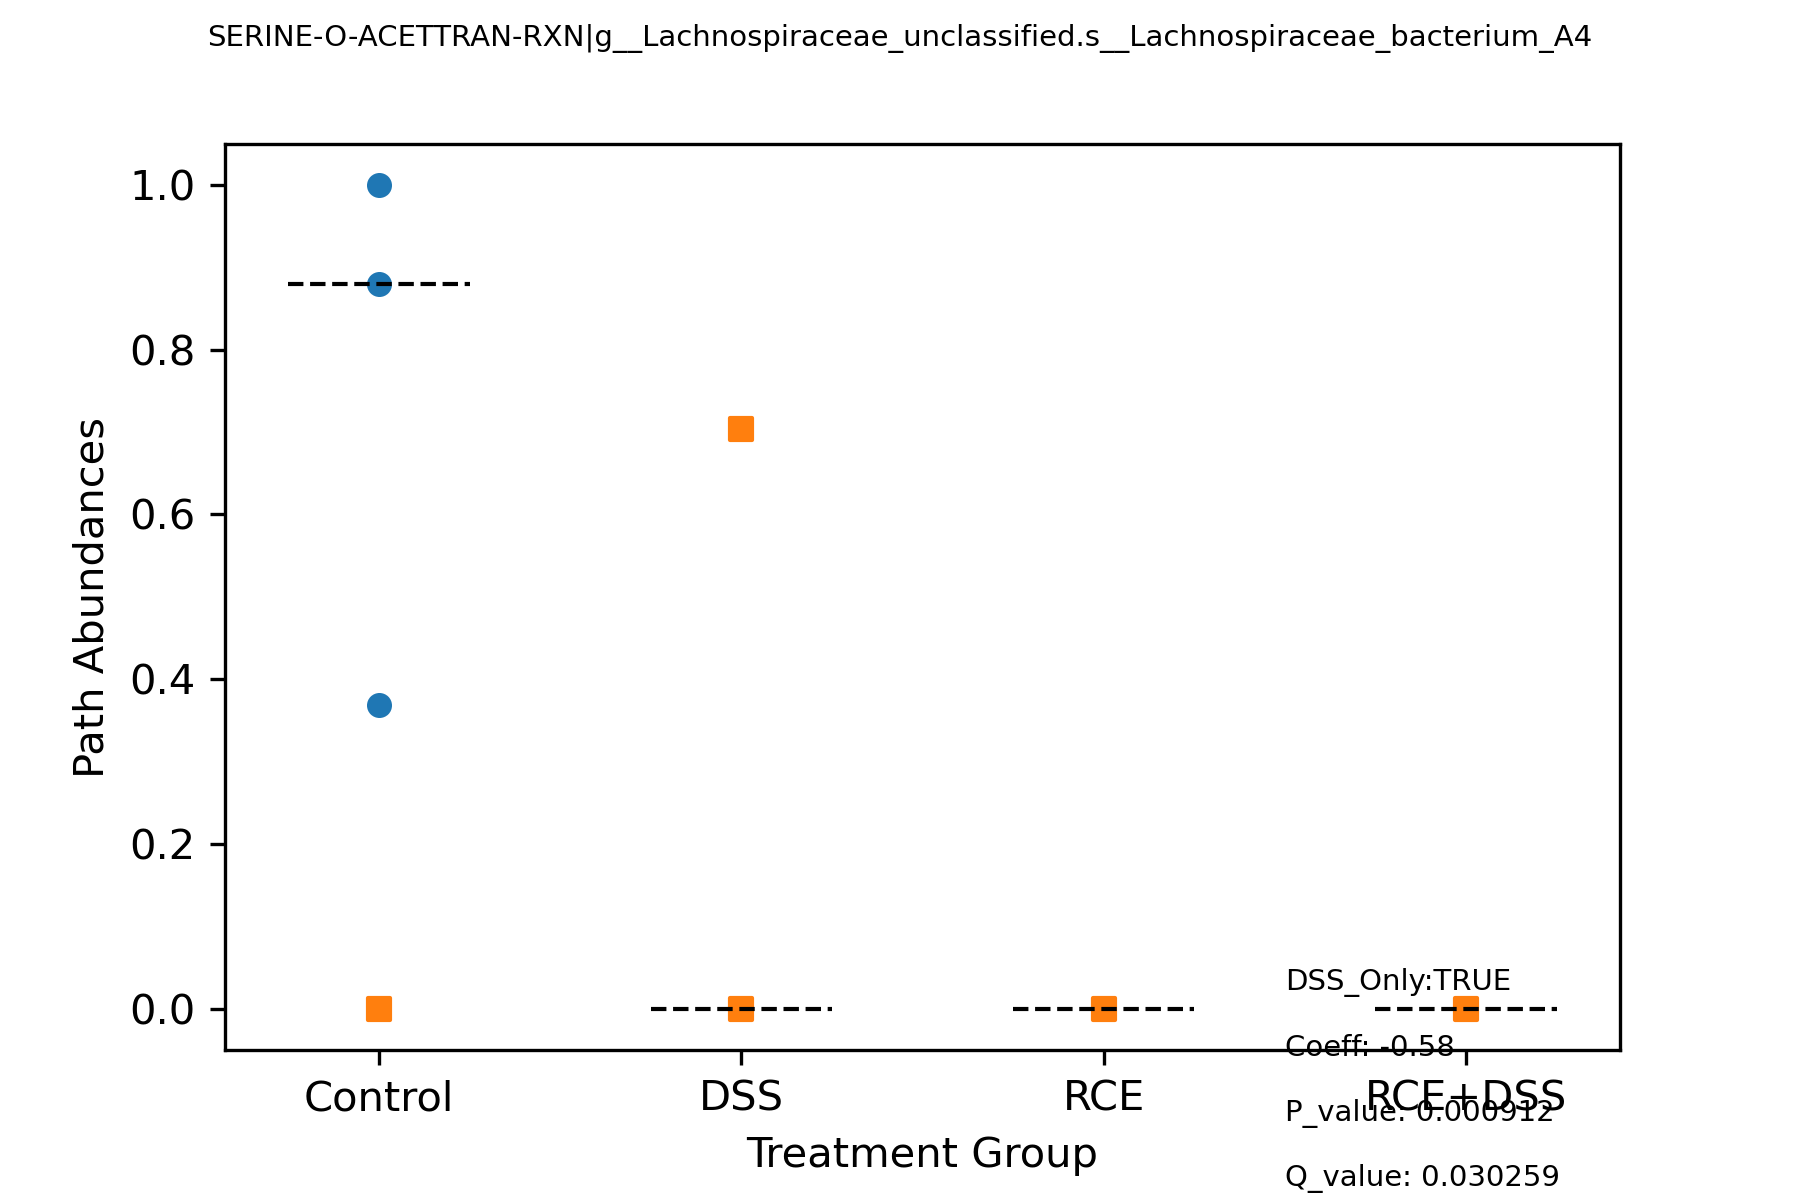 SERINE-O-ACETTRAN-RXN|g__Lachnospiraceae_unclassified.s__Lachnospiraceae_bacterium_A4
1.0
0.8
0.6
0.4
0.2
0.0
Path Abundances
DSS_Only:TRUE
Coeff: -0.58
P_value: 0.000912
Q_value: 0.030259
Control
DSS
RCE
RCE+DSS
Treatment Group